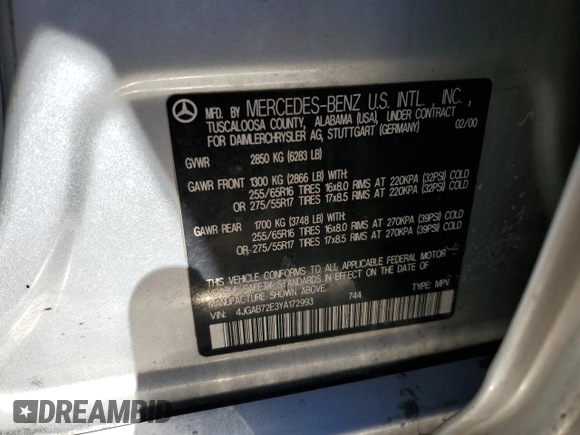 MFD. BY MERCEDES-BENZ U.S. INTL., INC.,
TUSCALOOSA COUNTY, ALABAMA (USA), UNDER CONTRACT
FOR DAIMLERCHRYSLER AG, STUTTGART (GERMANY) 02/00
GVWR 2850 KG (6283 LB)
GAWR FRONT 1300 KG (2866 LB) WITH:
255/65R16 TIRES 16x8.0 RIMS AT 220KPA (32PSI) COLD
OR 275/55R17 TIRES 17x8.5 RIMS AT 220KPA (32PSI) COLD
GAWR REAR 1700 KG (3748 LB) WITH:
255/65R16 TIRES 16x8.0 RIMS AT 270KPA (39PSI) COLD
OR 275/55R17 TIRES 17x8.5 RIMS AT 270KPA (39PSI) COLD
THIS VEHICLE CONFORMS TO ALL APPLICABLE FEDERAL MOTOR
VEHICLE SAFETY STANDARDS IN EFFECT ON THE DATE OF
MANUFACTURE SHOWN ABOVE.
744 TYPE: MPV
VIN: 4JGAB72E3YA172993
DREAMBID